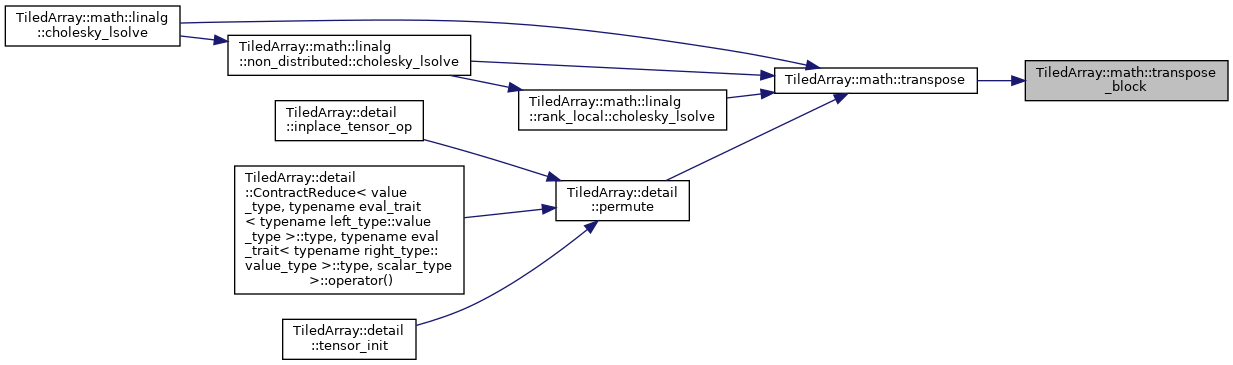 TiledArray::math::linalg
::cholesky_lsolve
TiledArray::math::linalg
::non_distributed::cholesky_lsolve
TiledArray::math::linalg
::rank_local::cholesky_lsolve
TiledArray::math::transpose
TiledArray::math::transpose
_block
TiledArray::detail
::inplace_tensor_op
TiledArray::detail
::ContractReduce< value
_type, typename eval_trait
< typename left_type::value
_type >::type, typename eval
_trait< typename right_type::
value_type >::type, scalar_type
>::operator()
TiledArray::detail
::permute
TiledArray::detail
::tensor_init